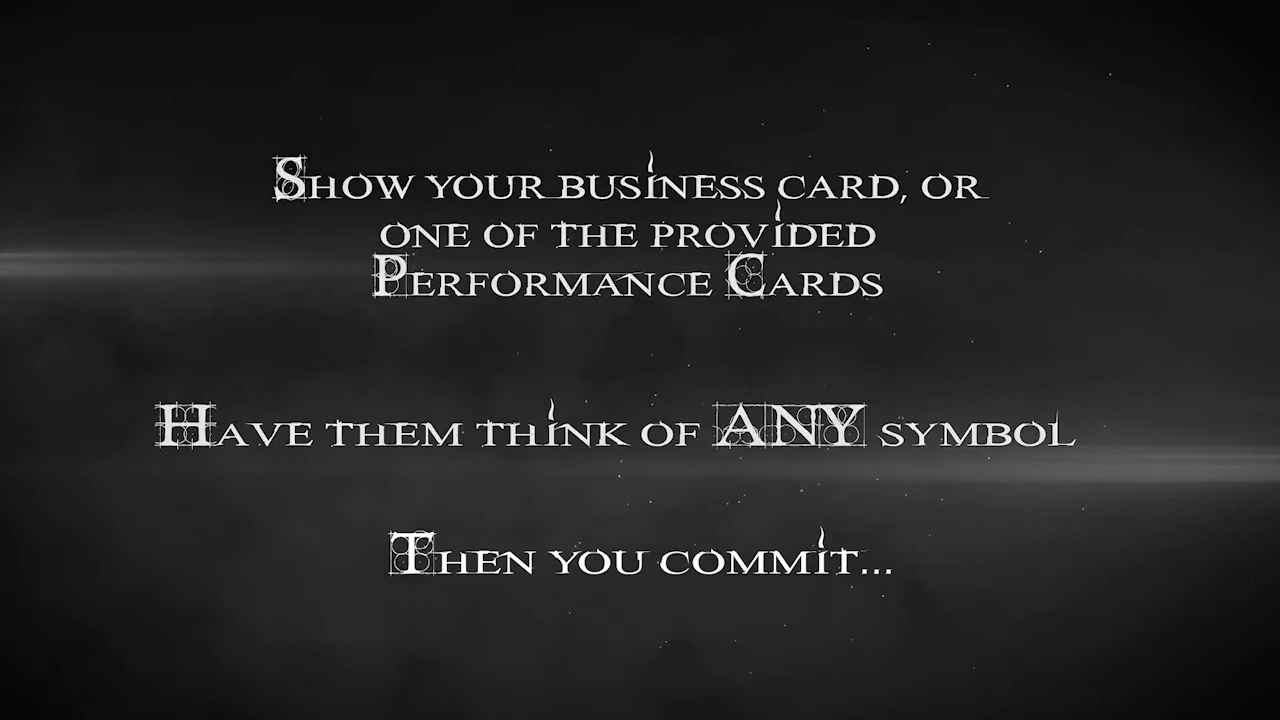 Show your business card, or
one of the provided
Performance Cards
Have them think of ANY symbol
Then you commit...